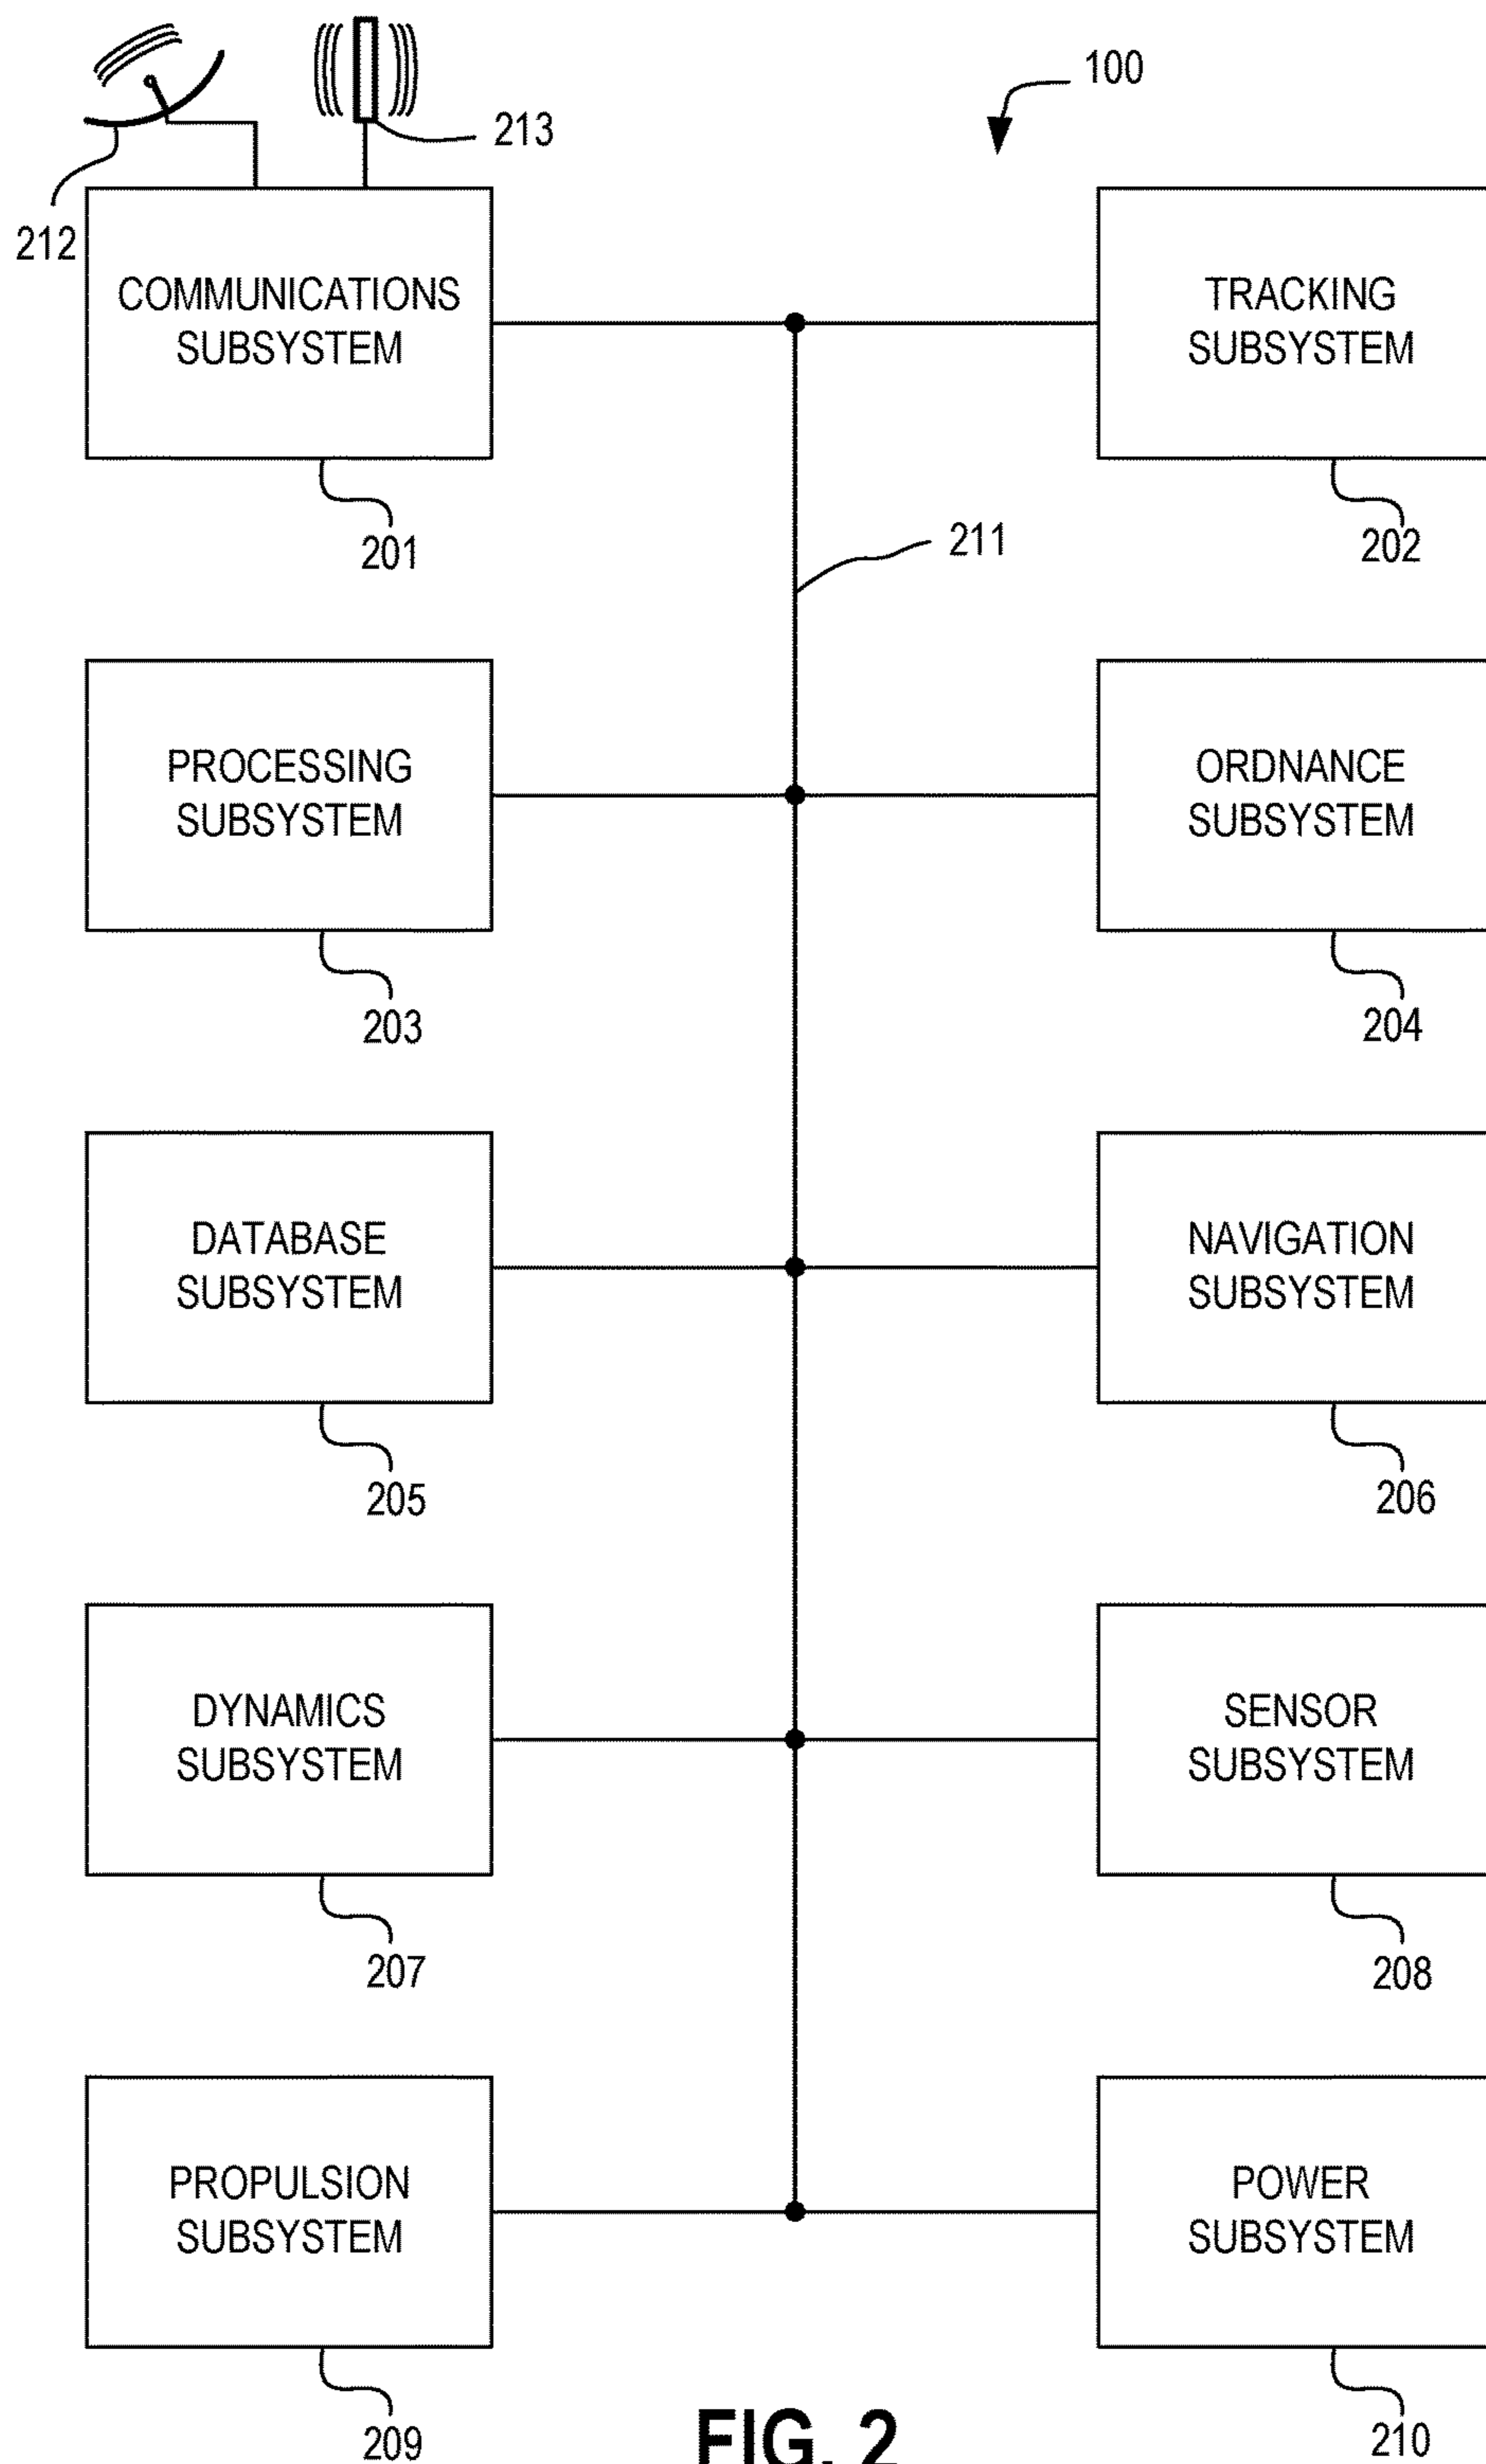 100
213
212
COMMUNICATIONS
SUBSYSTEM
TRACKING
SUBSYSTEM
201
211
202
PROCESSING
SUBSYSTEM
ORDNANCE
SUBSYSTEM
203
204
DATABASE
SUBSYSTEM
NAVIGATION
SUBSYSTEM
205
206
DYNAMICS
SUBSYSTEM
SENSOR
SUBSYSTEM
207
208
PROPULSION
SUBSYSTEM
POWER
SUBSYSTEM
209
210
FIG. 2